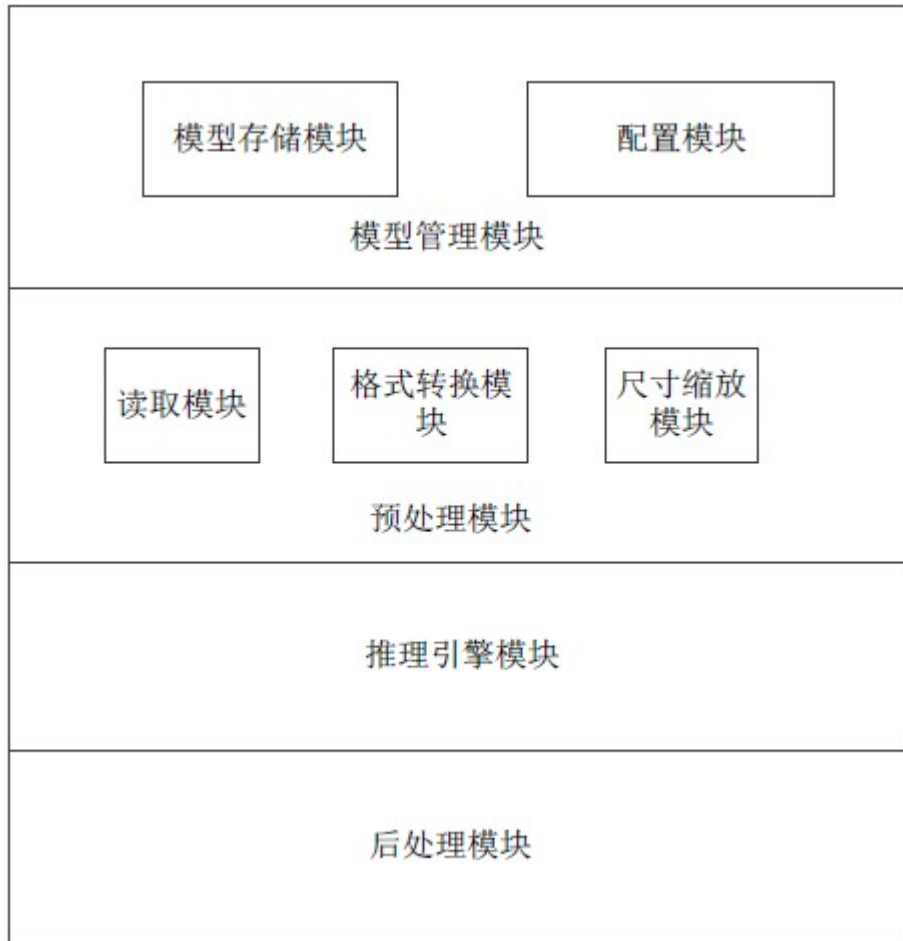 模型存储模块
配置模块
模型管理模块
读取模块
格式转换模
块
尺寸缩放
模块
预处理模块
推理引擎模块
后处理模块